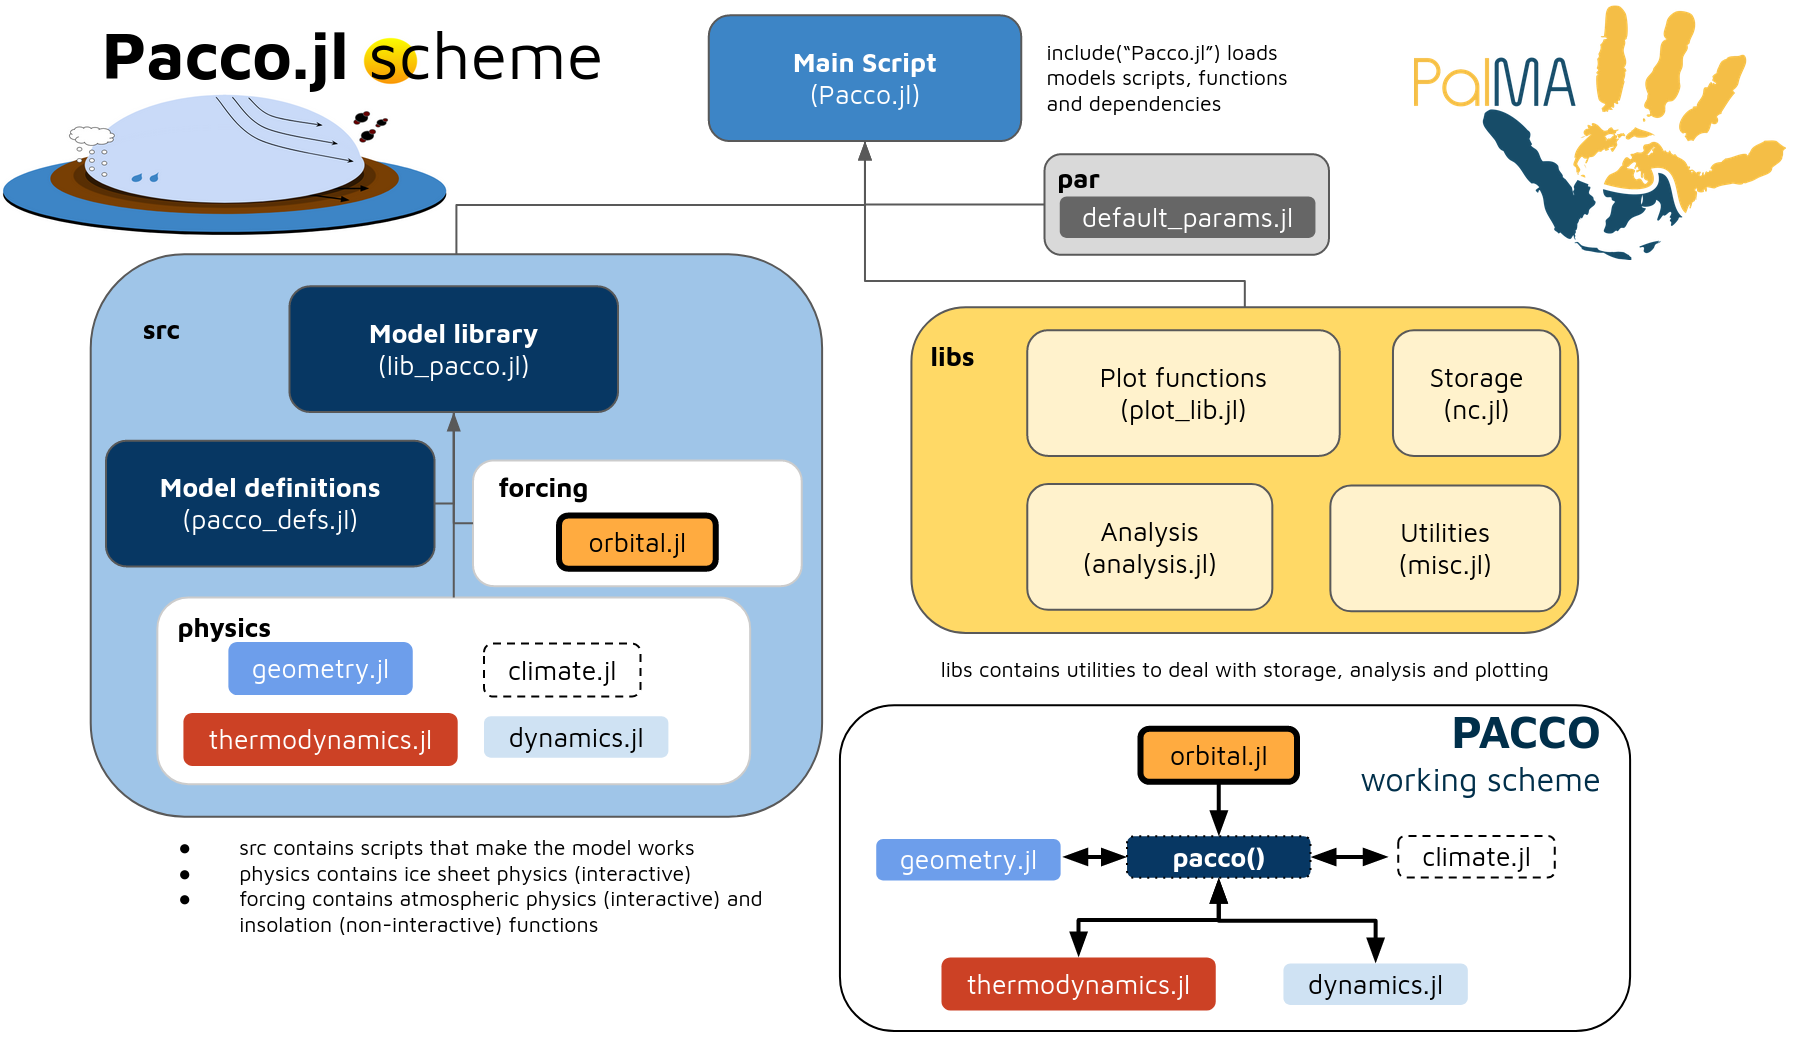 Pacco.jl scheme
Main Script
(Pacco.jl)
include(“Pacco.jl”) loads
models scripts, functions
and dependencies
PalMA
par
default_params.jl
src
Model library
(lib_pacco.jl)
Model definitions
(pacco_defs.jl)
forcing
orbital.jl
physics
geometry.jl
climate.jl
thermodynamics.jl
dynamics.jl
● src contains scripts that make the model works
● physics contains ice sheet physics (interactive)
● forcing contains atmospheric physics (interactive) and
insolation (non-interactive) functions
libs
Plot functions
(plot_lib.jl)
Storage
(nc.jl)
Analysis
(analysis.jl)
Utilities
(misc.jl)
libs contains utilities to deal with storage, analysis and plotting
PACCO
working scheme
orbital.jl
geometry.jl
pacco()
climate.jl
thermodynamics.jl
dynamics.jl